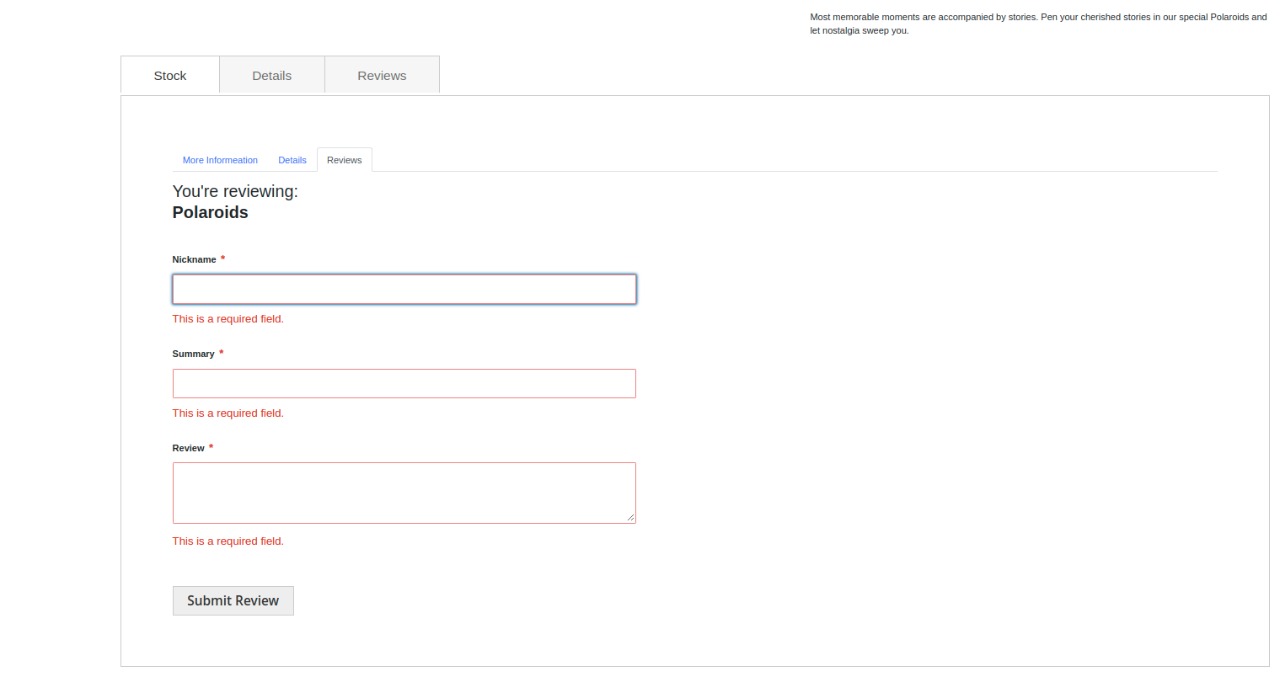 Most memorable moments are accompanied by stories. Pen your cherished stories in our special Polaroids and
let nostalgia sweep you.
Stock Details Reviews
More Informeation Details Reviews
You're reviewing:
Polaroids
Nickname *
This is a required field.
Summary *
This is a required field.
Review *
This is a required field.
Submit Review